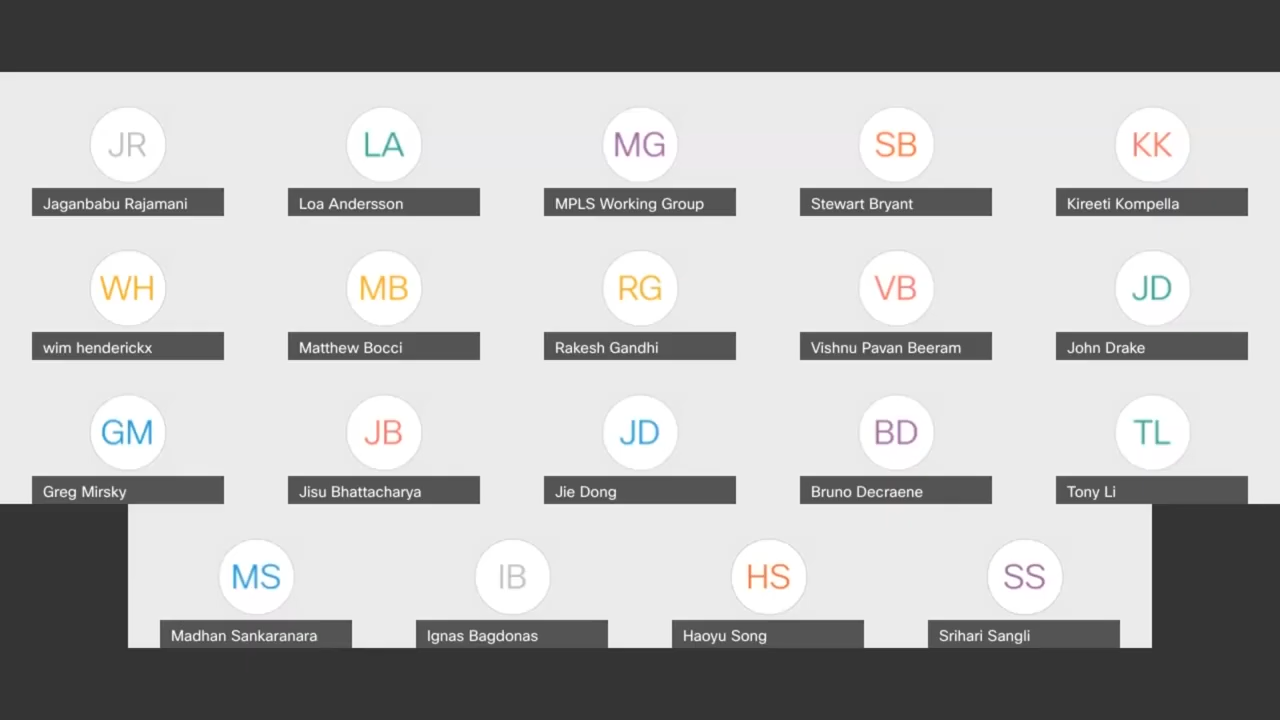 JR LA MG SB KK
Jaganbabu Rajamani Loa Andersson MPLS Working Group Stewart Bryant Kireeti Kompella
WH MB RG VB JD
wim henderickx Matthew Bocci Rakesh Gandhi Vishnu Pavan Beeram John Drake
GM JB JD BD TL
Greg Mirsky Jisu Bhattacharya Jie Dong Bruno Decraene Tony Li
MS IB HS SS
Madhan Sankaranara Ignas Bagdonas Haoyu Song Srihari Sangli